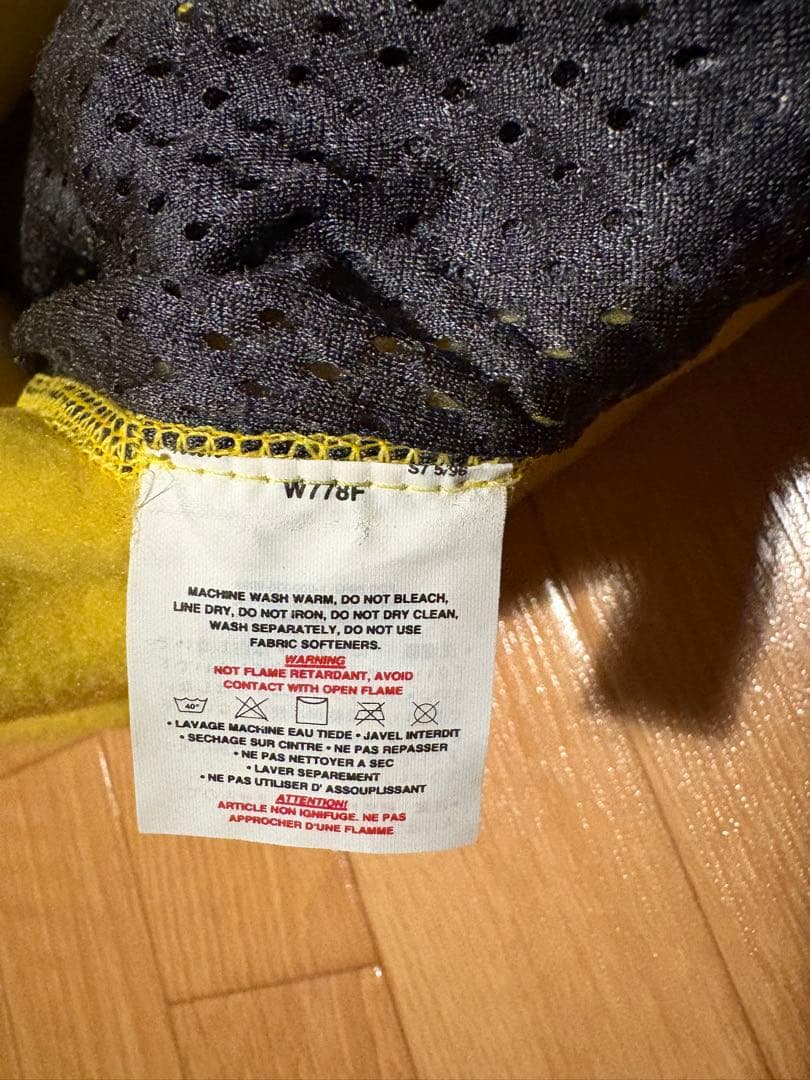 W778F
MACHINE WASH WARM, DO NOT BLEACH,
LINE DRY, DO NOT IRON, DO NOT DRY CLEAN,
WASH SEPARATELY, DO NOT USE
FABRIC SOFTENERS.
WARNING
NOT FLAME RETARDANT, AVOID
CONTACT WITH OPEN FLAME
40°
• LAVAGE MACHINE EAU TIEDE • JAVEL INTERDIT
• SECHAGE SUR CINTRE • NE PAS REPASSER
• NE PAS NETTOYER A SEC
• LAVER SEPAREMENT
• NE PAS UTILISER D' ASSOUPLISSANT
ATTENTION!
ARTICLE NON IGNIFUGE. NE PAS
APPROCHER D'UNE FLAMME